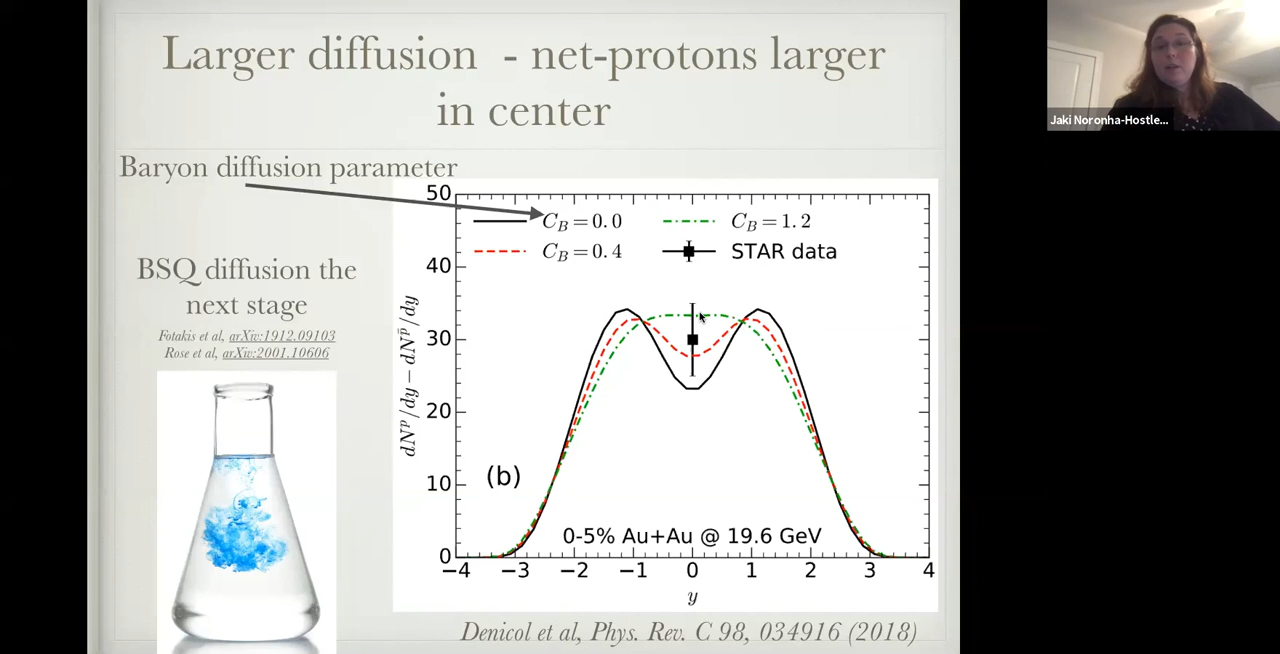 Larger diffusion - net-protons larger
in center
Jaki Noronha-Hostle...
Baryon diffusion parameter
BSQ diffusion the
next stage
Fotakis et al, arXiv:1912.09103
Rose et al, arXiv:2001.10606
50
40
30
20
10
0
dN^p/dy − dN^p̄/dy
C_B = 0.0
C_B = 1.2
C_B = 0.4
STAR data
(b)
0-5% Au+Au @ 19.6 GeV
−4 −3 −2 −1 0 1 2 3 4
y
Denicol et al, Phys. Rev. C 98, 034916 (2018)